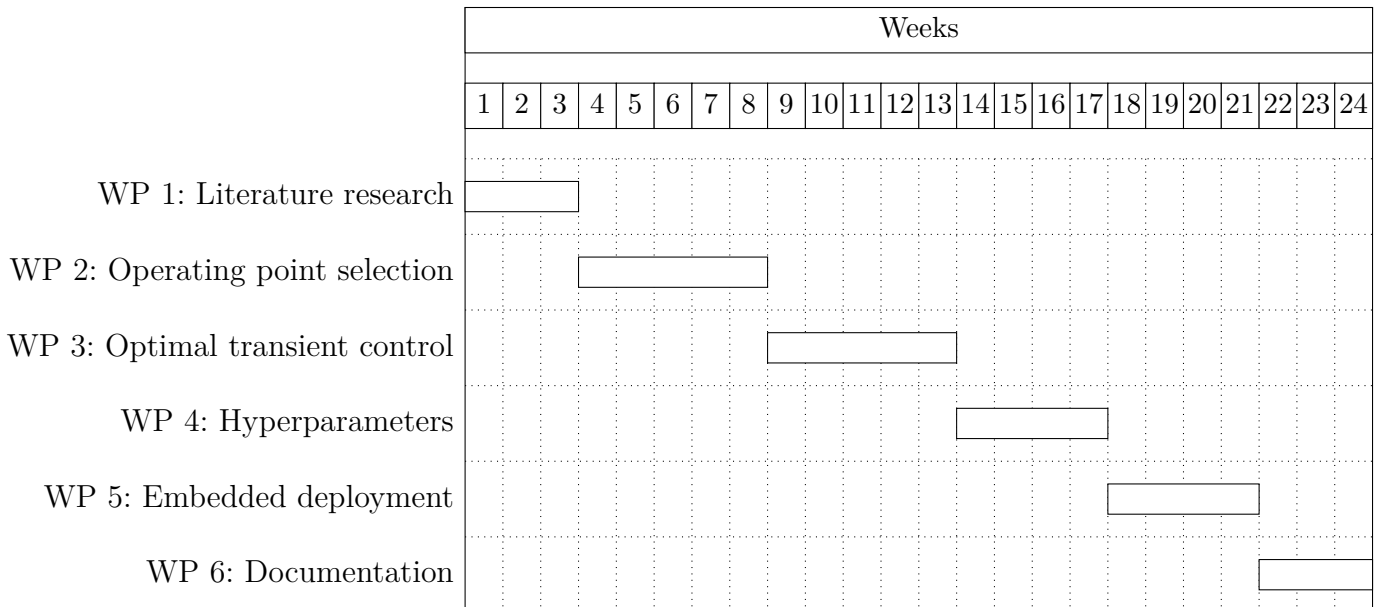 Weeks
1 2 3 4 5 6 7 8 9 10 11 12 13 14 15 16 17 18 19 20 21 22 23 24
WP 1: Literature research
WP 2: Operating point selection
WP 3: Optimal transient control
WP 4: Hyperparameters
WP 5: Embedded deployment
WP 6: Documentation